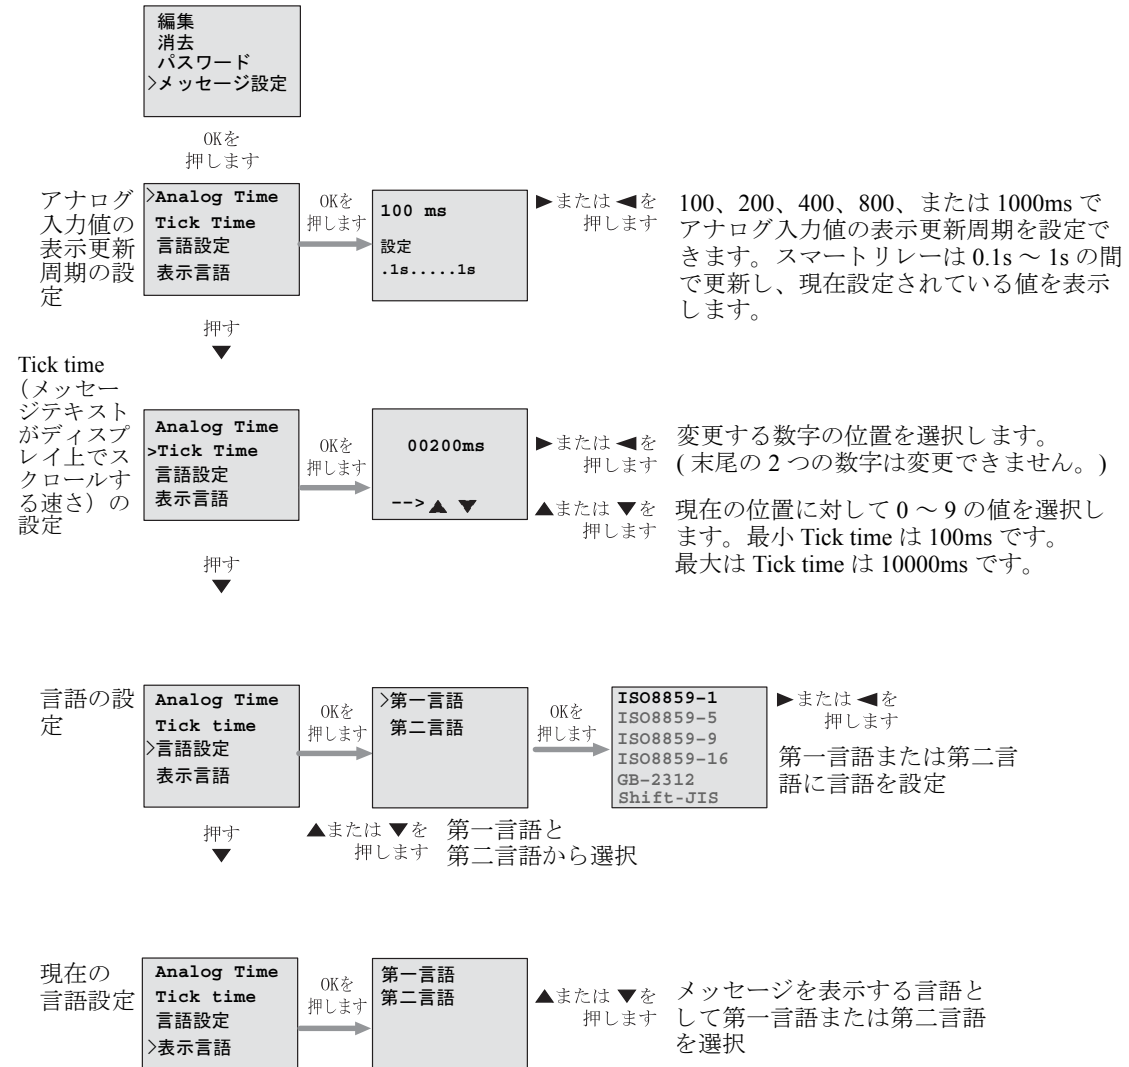 編集
消去
パスワード
>メッセージ設定
OKを
押します
アナログ
入力値の
表示更新
周期の設
定
>Analog Time
Tick Time
言語設定
表示言語
OKを
押します
100 ms
設定
.1s.....1s
▶または◀を
押します
100、200、400、800、または 1000ms で
アナログ入力値の表示更新周期を設定で
きます。スマートリレーは 0.1s ～ 1s の間
で更新し、現在設定されている値を表示
します。
押す
▼
Tick time
（メッセー
ジテキスト
がディスプ
レイ上でス
クロールす
る速さ）の
設定
Analog Time
>Tick Time
言語設定
表示言語
OKを
押します
00200ms
-->▲ ▼
▶または◀を
押します
変更する数字の位置を選択します。
( 末尾の 2 つの数字は変更できません。)
▲または ▼を
押します
現在の位置に対して 0 ～ 9 の値を選択し
ます。最小 Tick time は 100ms です。
最大は Tick time は 10000ms です。
押す
▼
言語の設
定
Analog Time
Tick time
>言語設定
表示言語
OKを
押します
>第一言語
第二言語
OKを
押します
ISO8859-1
ISO8859-5
ISO8859-9
ISO8859-16
GB-2312
Shift-JIS
▶または◀を
押します
第一言語または第二言
語に言語を設定
押す
▼
▲または ▼を
押します
第一言語と
第二言語から選択
現在の
言語設定
Analog Time
Tick time
言語設定
>表示言語
OKを
押します
第一言語
第二言語
▲または ▼を
押します
メッセージを表示する言語と
して第一言語または第二言語
を選択